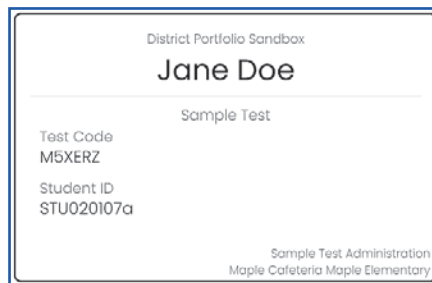 District Portfolio Sandbox
Jane Doe
Sample Test
Test Code
M5XERZ
Student ID
STU020107a
Sample Test Administration
Maple Cafeteria Maple Elementary